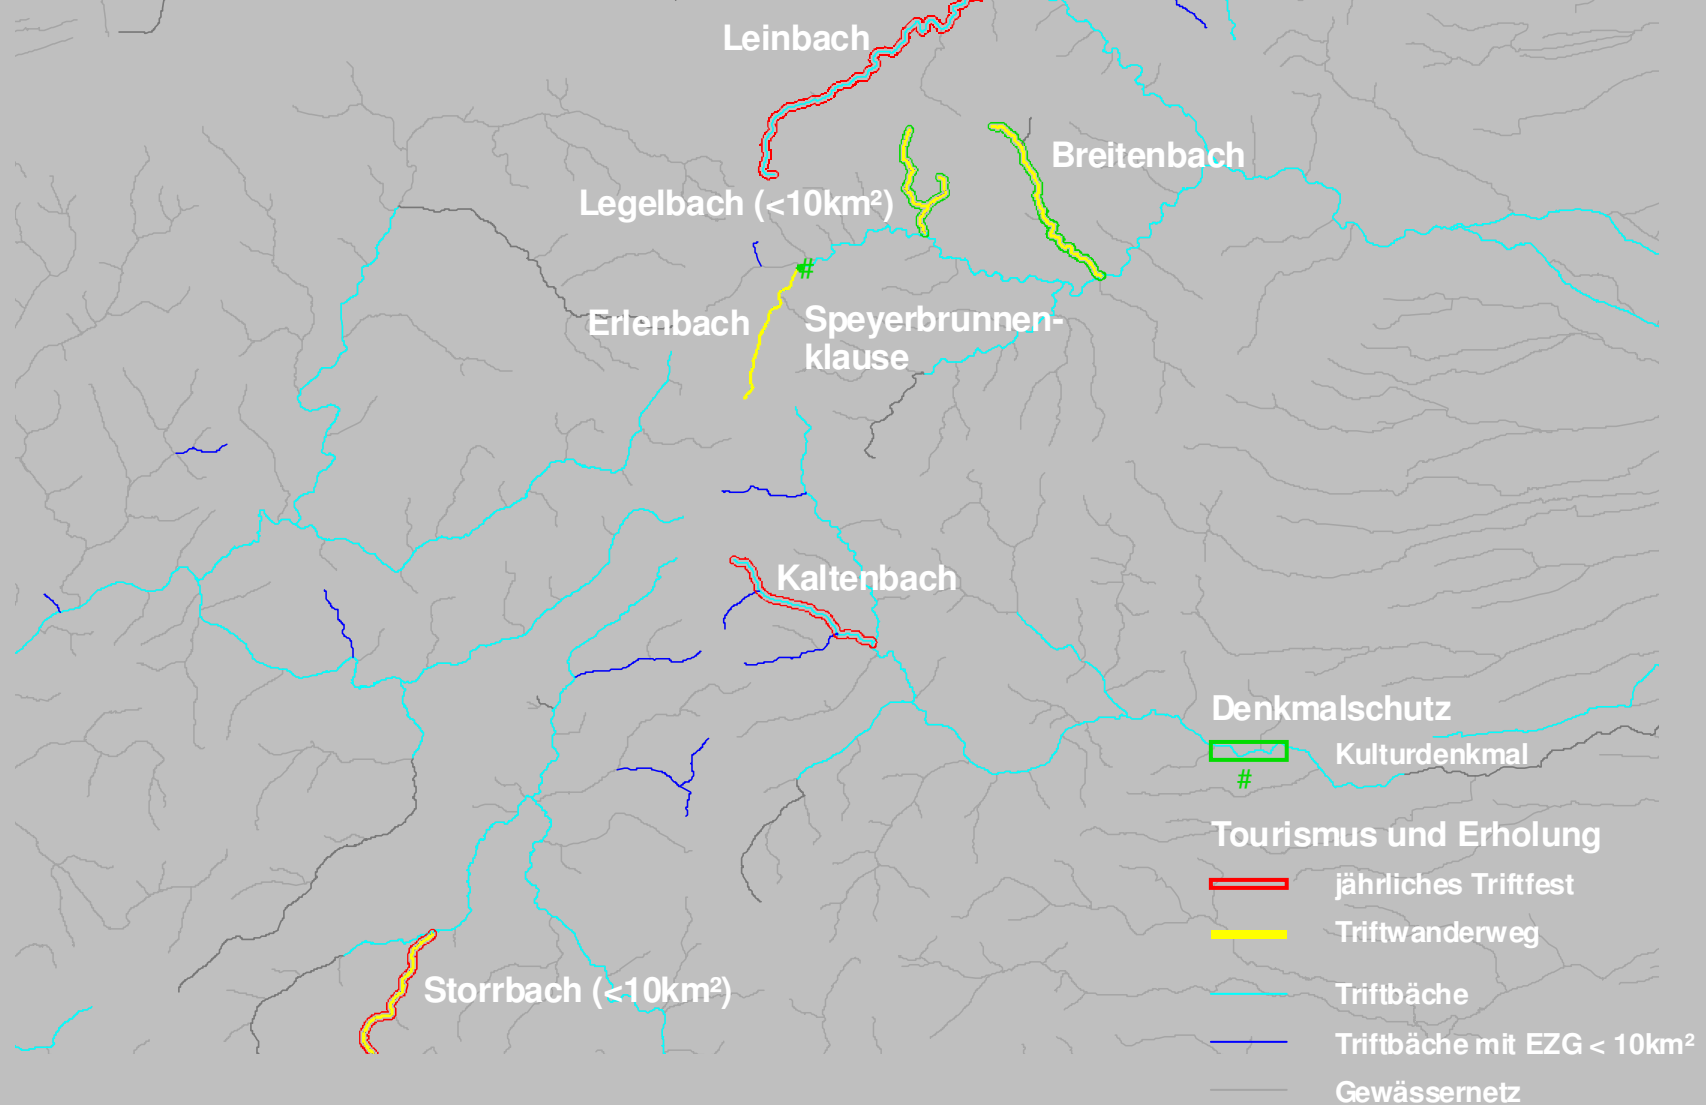 Leinbach
Breitenbach
Legelbach (<10km²)
#
Erlenbach
Speyerbrunnen-
klause
Kaltenbach
Storrbach (<10km²)
Denkmalschutz
Kulturdenkmal
#
Tourismus und Erholung
jährliches Triftfest
Triftwanderweg
Triftbäche
Triftbäche mit EZG < 10km²
Gewässernetz